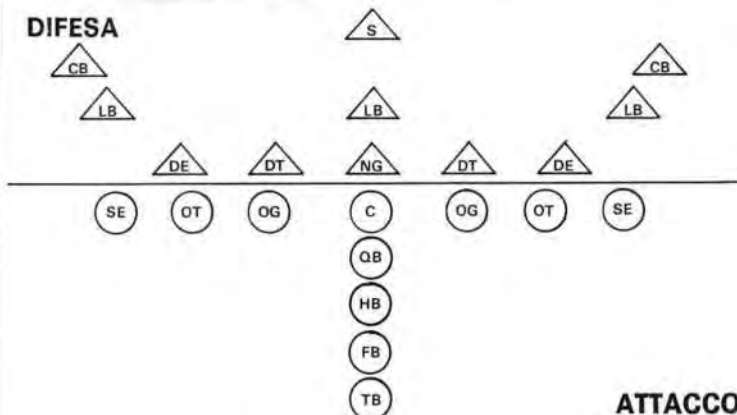 DIFESA
S
CB CB
LB LB LB
DE DT NG DT DE
SE OT OG C OG OT SE
QB
HB
FB
TB
ATTACCO